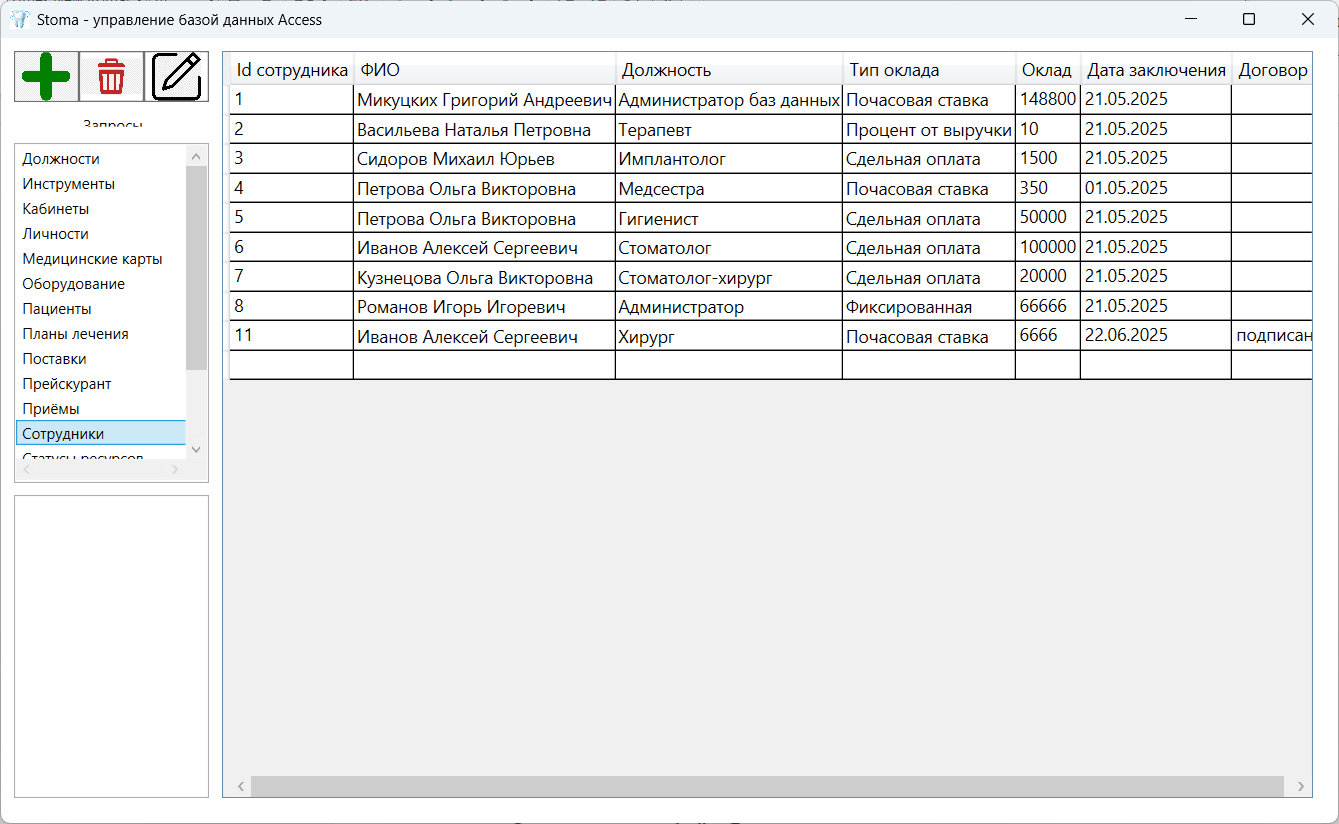 Stoma - управление базой данных Access
Запросы
Должности
Инструменты
Кабинеты
Личности
Медицинские карты
Оборудование
Пациенты
Планы лечения
Поставки
Прейскурант
Приёмы
Сотрудники
Статусы ресурсов
Id сотрудника ФИО Должность Тип оклада Оклад Дата заключения Договор
1 Микуцких Григорий Андреевич Администратор баз данных Почасовая ставка 148800 21.05.2025
2 Васильева Наталья Петровна Терапевт Процент от выручки 10 21.05.2025
3 Сидоров Михаил Юрьев Имплантолог Сдельная оплата 1500 21.05.2025
4 Петрова Ольга Викторовна Медсестра Почасовая ставка 350 01.05.2025
5 Петрова Ольга Викторовна Гигиенист Сдельная оплата 50000 21.05.2025
6 Иванов Алексей Сергеевич Стоматолог Сдельная оплата 100000 21.05.2025
7 Кузнецова Ольга Викторовна Стоматолог-хирург Сдельная оплата 20000 21.05.2025
8 Романов Игорь Игоревич Администратор Фиксированная 66666 21.05.2025
11 Иванов Алексей Сергеевич Хирург Почасовая ставка 6666 22.06.2025 подписан